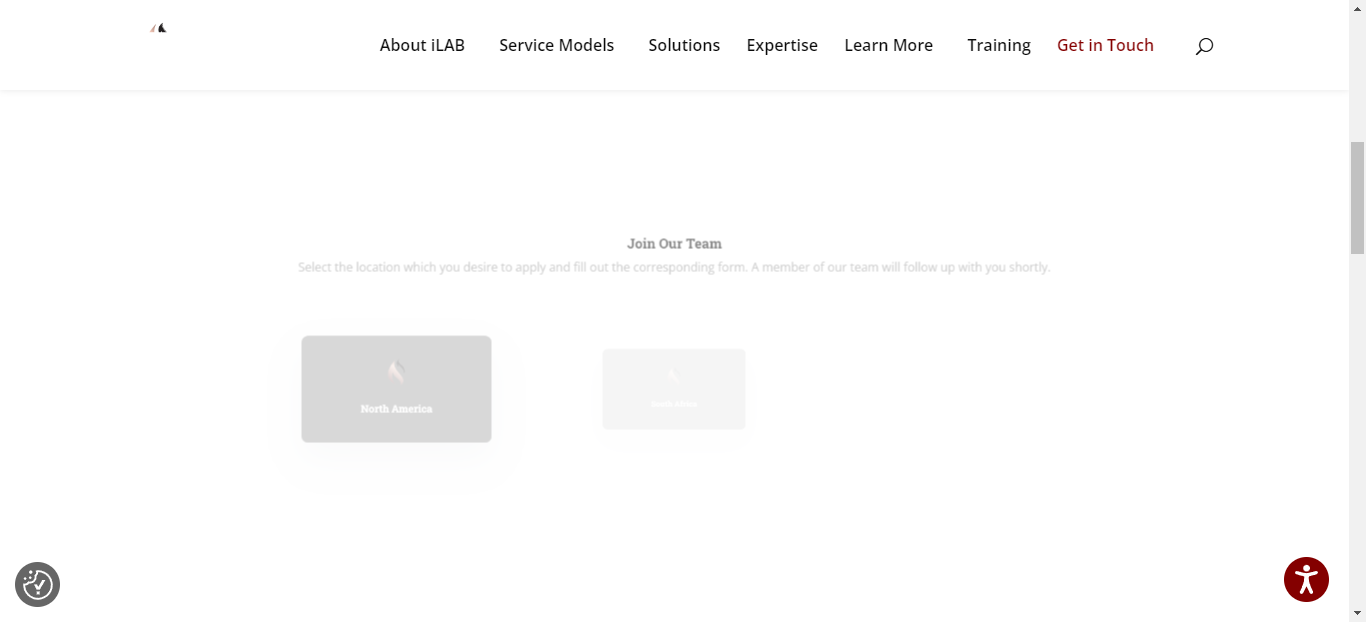 About iLAB
Service Models
Solutions
Expertise
Learn More
Training
Get in Touch
Join Our Team
Select the location which you desire to apply and fill out the corresponding form. A member of our team will follow up with you shortly.
North America
South Africa